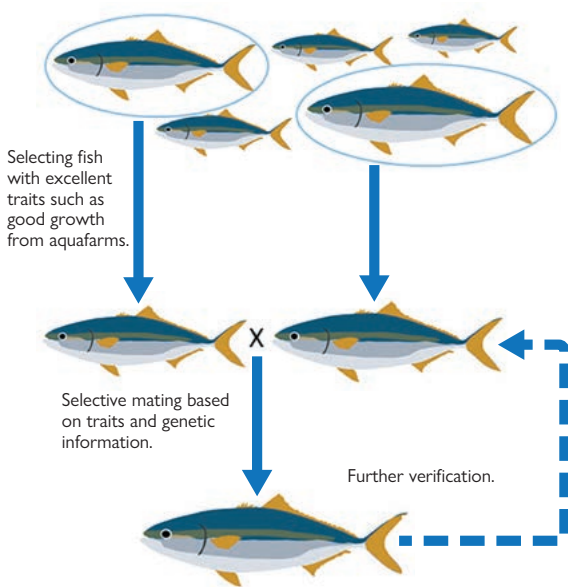 Selecting fish
with excellent
traits such as
good growth
from aquafarms.
X
Selective mating based
on traits and genetic
information.
Further verification.